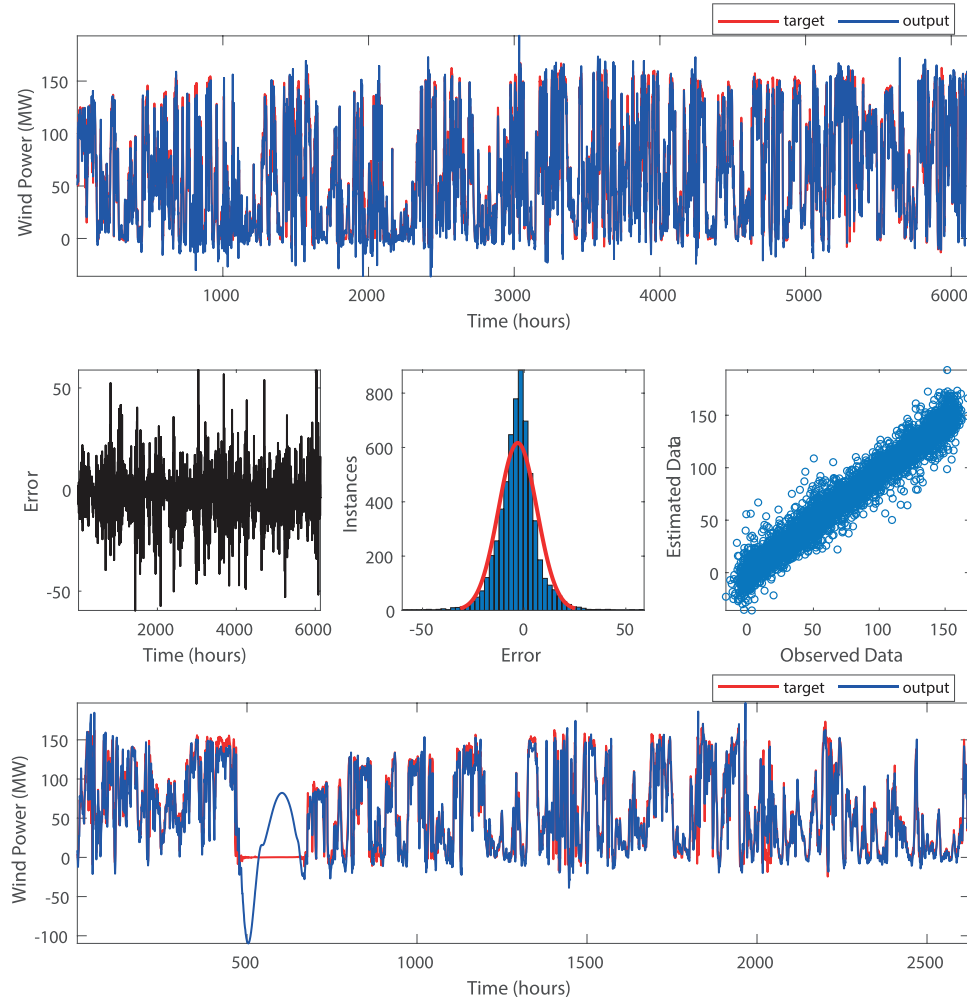 target output
150
100
50
0
Wind Power (MW)
1000 2000 3000 4000 5000 6000
Time (hours)
50
0
-50
Error
2000 4000 6000
Time (hours)
800
600
400
200
0
Instances
-50 0 50
Error
150
100
50
0
Estimated Data
0 50 100 150
Observed Data
target output
150
100
50
0
-50
-100
Wind Power (MW)
500 1000 1500 2000 2500
Time (hours)